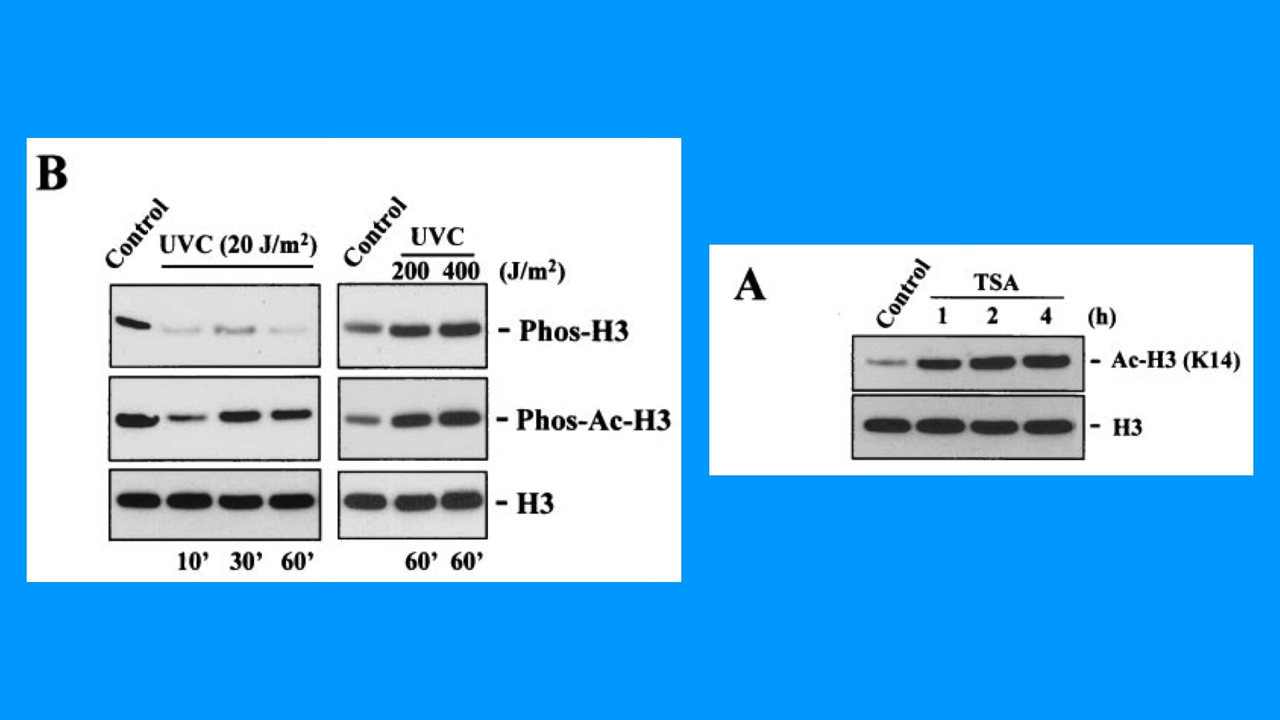 B
Control UVC (20 J/m²) Control UVC
200 400 (J/m²)
- Phos-H3
- Phos-Ac-H3
- H3
10’ 30’ 60’ 60’ 60’
A
Control TSA
1 2 4 (h)
- Ac-H3 (K14)
- H3